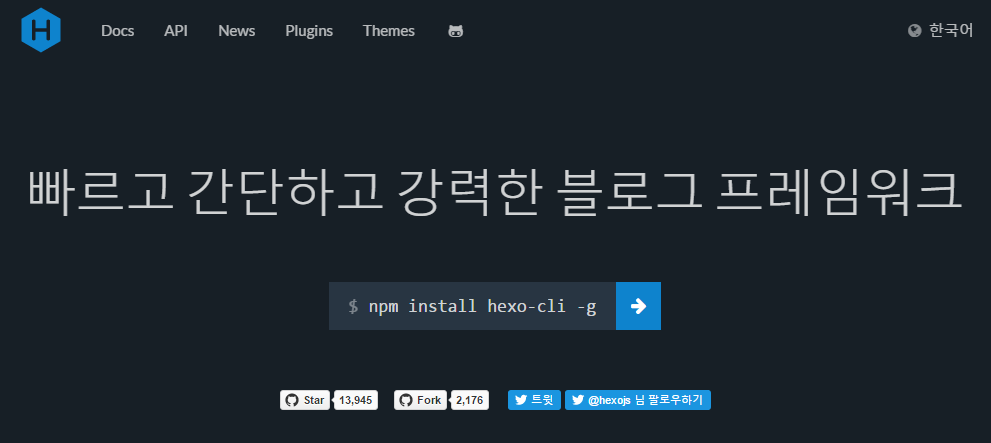 H Docs API News Plugins Themes 한국어
빠르고 간단하고 강력한 블로그 프레임워크
$ npm install hexo-cli -g
Star 13,945 Fork 2,176 트윗 @hexojs 님 팔로우하기